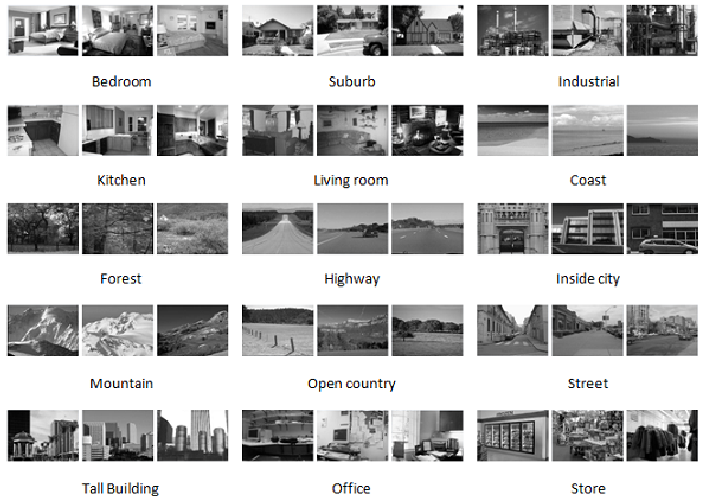 Bedroom
Suburb
Industrial
Kitchen
Living room
Coast
Forest
Highway
Inside city
Mountain
Open country
Street
Tall Building
Office
Store